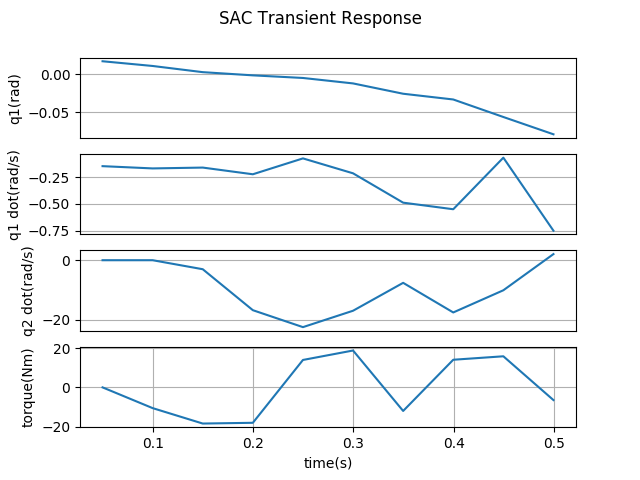 SAC Transient Response
q1(rad)
0.00
−0.05
q1 dot(rad/s)
−0.25
−0.50
−0.75
q2 dot(rad/s)
0
−20
torque(Nm)
20
0
−20
0.1 0.2 0.3 0.4 0.5
time(s)